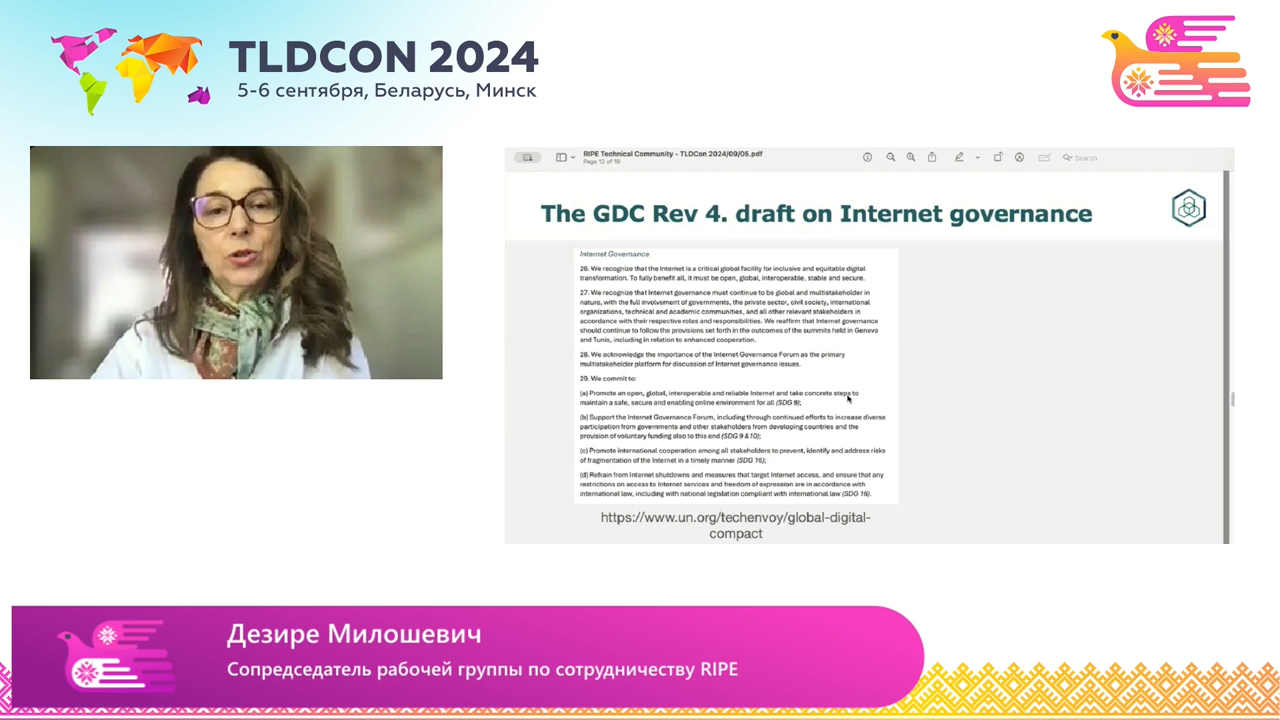 TLDCON 2024
5-6 сентября, Беларусь, Минск
RIPE Technical Community - TLDCon 2024/09/05.pdf
Page 12 of 19
Search
The GDC Rev 4. draft on Internet governance
Internet Governance
26. We recognize that the Internet is a critical global facility for inclusive and equitable digital
transformation. To fully benefit all, it must be open, global, interoperable, stable and secure.
27. We recognize that Internet governance must continue to be global and multistakeholder in
nature, with the full involvement of governments, the private sector, civil society, international
organizations, technical and academic communities, and all other relevant stakeholders in
accordance with their respective roles and responsibilities. We reaffirm that Internet governance
should continue to follow the provisions set forth in the outcomes of the summits held in Geneva
and Tunis, including in relation to enhanced cooperation.
28. We acknowledge the importance of the Internet Governance Forum as the primary
multistakeholder platform for discussion of Internet governance issues.
29. We commit to:
(a) Promote an open, global, interoperable and reliable Internet and take concrete steps to
maintain a safe, secure and enabling online environment for all (SDG 9);
(b) Support the Internet Governance Forum, including through continued efforts to increase diverse
participation from governments and other stakeholders from developing countries and the
provision of voluntary funding also to this end (SDG 9 & 10);
(c) Promote international cooperation among all stakeholders to prevent, identify and address risks
of fragmentation of the Internet in a timely manner (SDG 16);
(d) Refrain from Internet shutdowns and measures that target Internet access, and ensure that any
restrictions on access to Internet services and freedom of expression are in accordance with
international law, including with national legislation compliant with international law (SDG 16).
https://www.un.org/techenvoy/global-digital-
compact
Дезире Милошевич
Сопредседатель рабочей группы по сотрудничеству RIPE